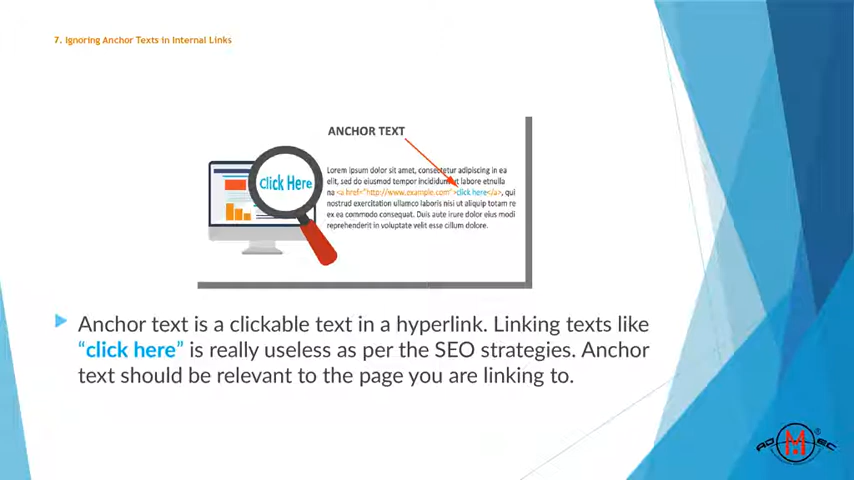 7. Ignoring Anchor Texts in Internal Links
ANCHOR TEXT
Click Here
Lorem ipsum dolor sit amet, consectetur adipiscing in ea
elit, sed do eiusmod tempor incididunt ut labore etnulla
na <a href="http://www.example.com">click here</a>, qui
nostrud exercitation ullamco laboris nisi ut aliquip totam re
ex ea commodo consequat. Duis aute irure dolor eius modi
reprehenderit in voluptate velit esse cillum dolore.
Anchor text is a clickable text in a hyperlink. Linking texts like
“click here” is really useless as per the SEO strategies. Anchor
text should be relevant to the page you are linking to.